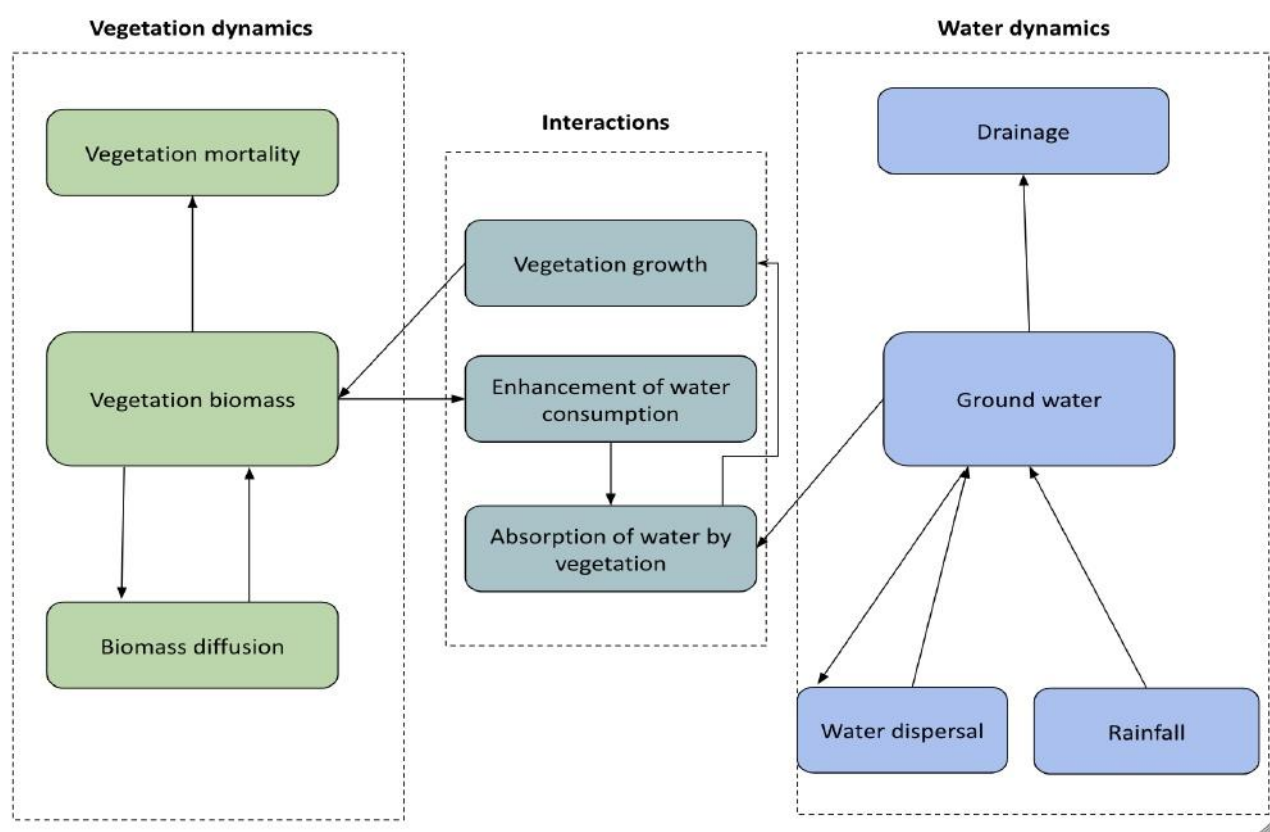 Vegetation dynamics
Vegetation mortality
Vegetation biomass
Biomass diffusion
Interactions
Vegetation growth
Enhancement of water
consumption
Absorption of water by
vegetation
Water dynamics
Drainage
Ground water
Water dispersal
Rainfall